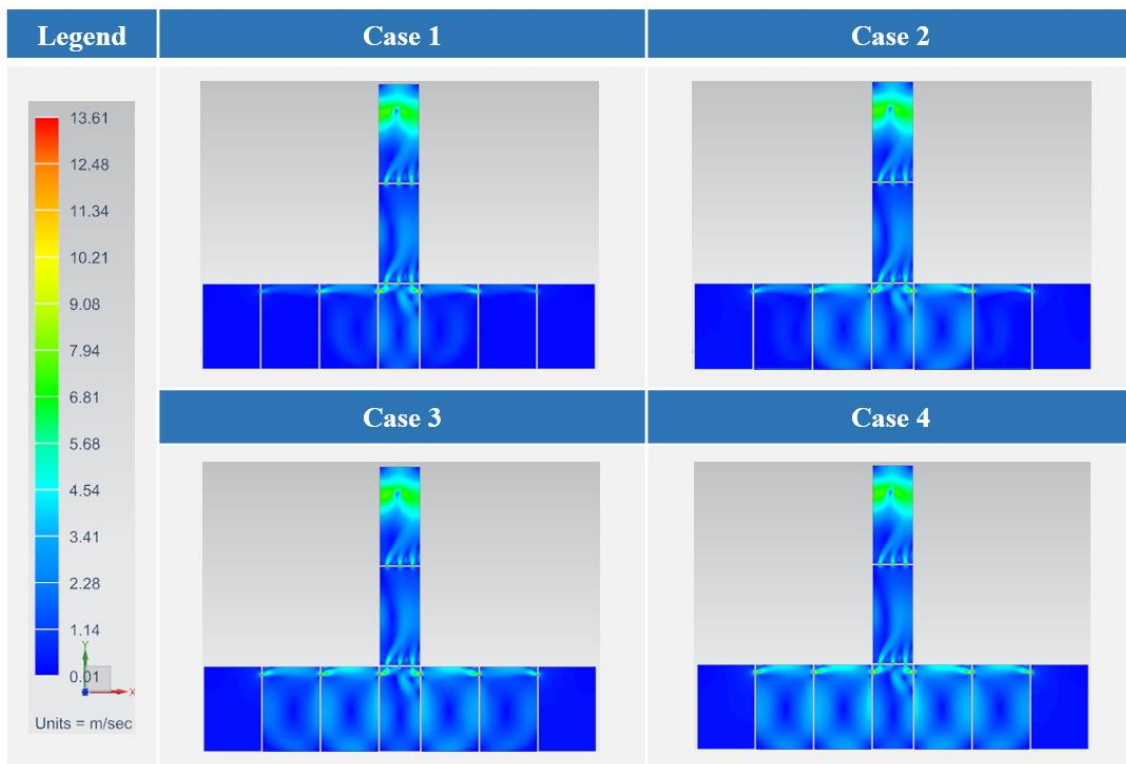 Legend
Case 1
Case 2
13.61
12.48
11.34
10.21
9.08
7.94
6.81
5.68
4.54
3.41
2.28
1.14
0.01
Y
X
Units = m/sec
Case 3
Case 4